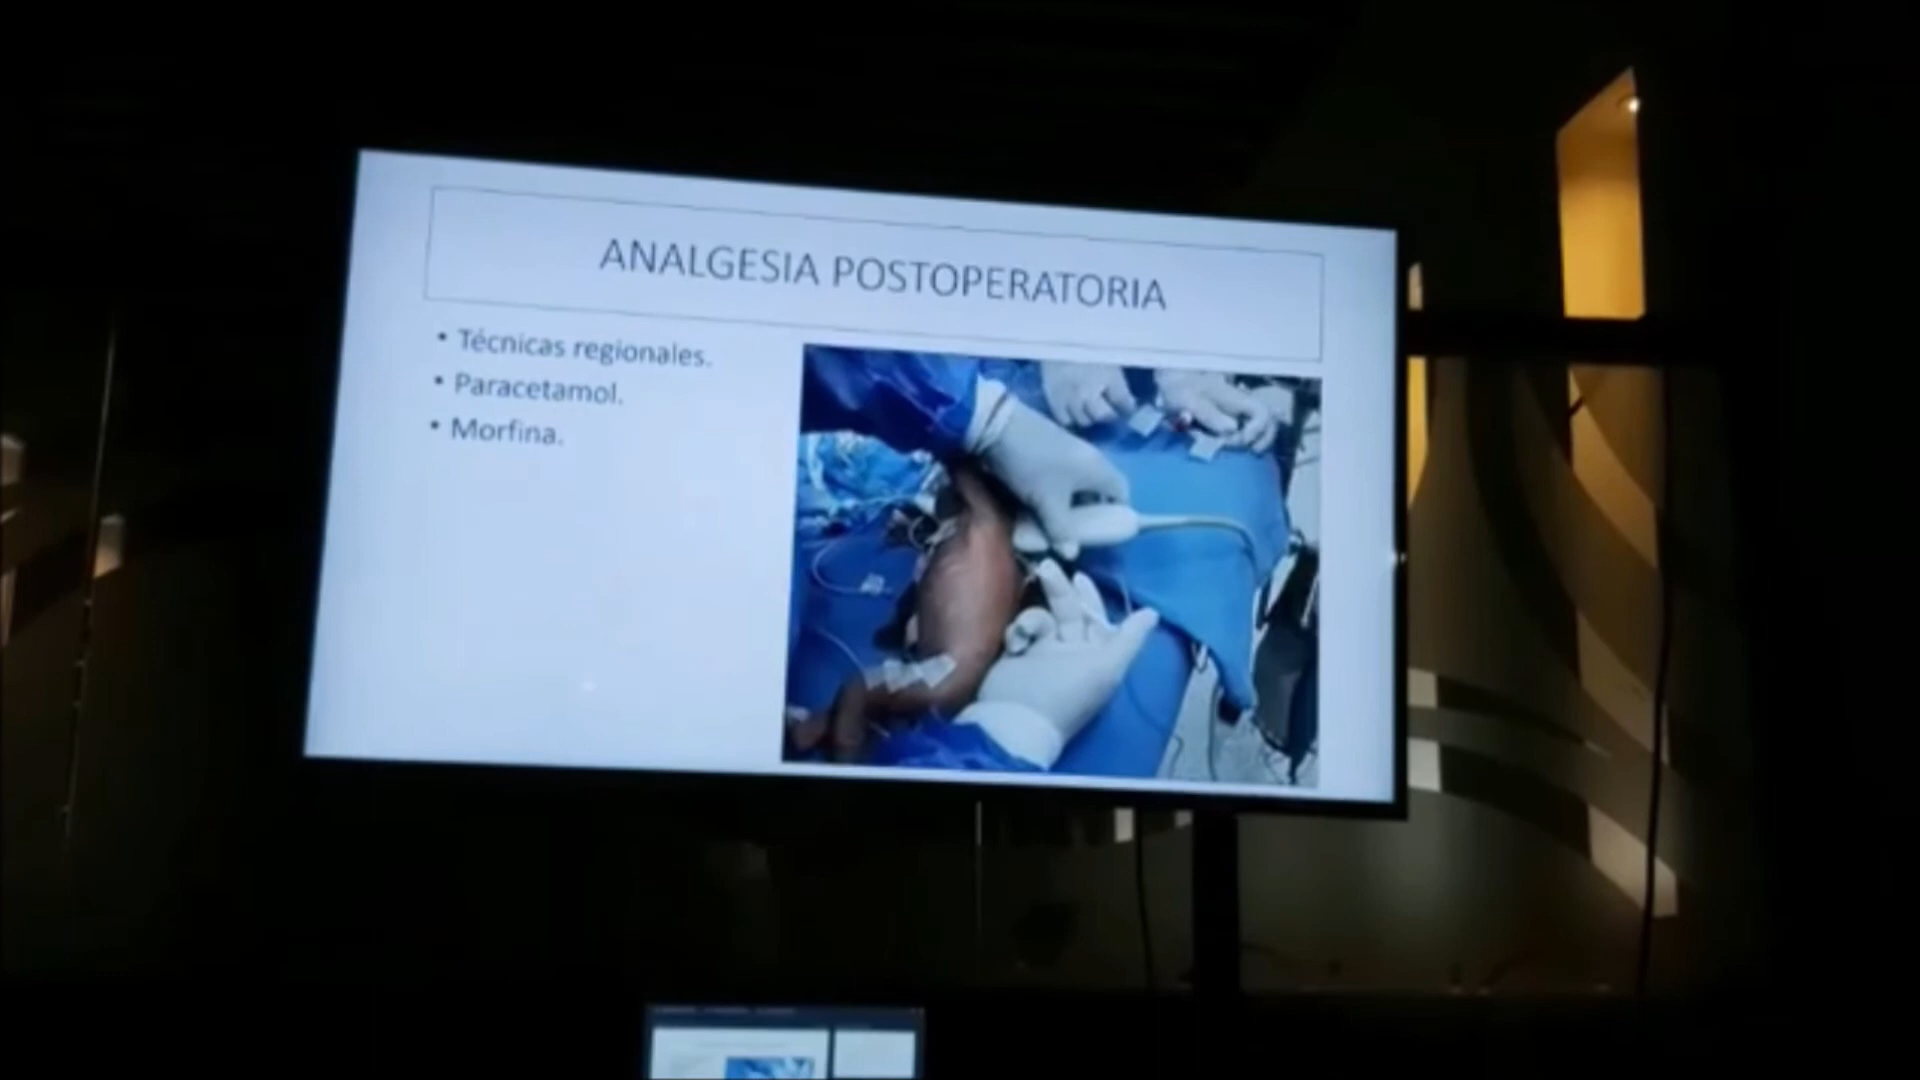 ANALGESIA POSTOPERATORIA
• Técnicas regionales.
• Paracetamol.
• Morfina.